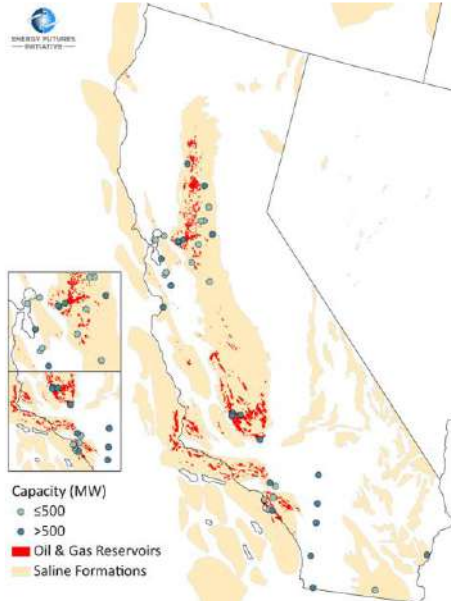 ENERGY FUTURES
INITIATIVE
Capacity (MW)
≤500
>500
Oil & Gas Reservoirs
Saline Formations